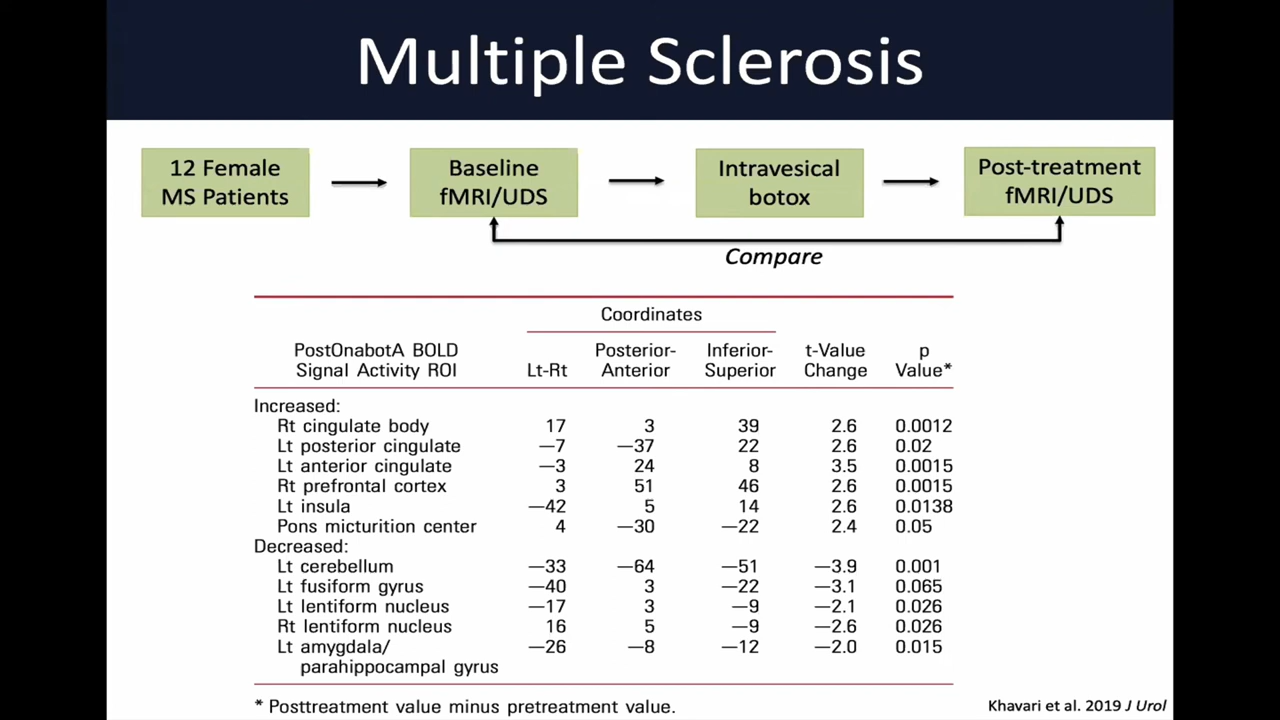 Multiple Sclerosis
12 Female
MS Patients
Baseline
fMRI/UDS
Intravesical
botox
Post-treatment
fMRI/UDS
Compare
Coordinates
PostOnabotA BOLD
Signal Activity ROI
Lt-Rt
Posterior-
Anterior
Inferior-
Superior
t-Value
Change
p
Value*
Increased:
Rt cingulate body 17 3 39 2.6 0.0012
Lt posterior cingulate —7 —37 22 2.6 0.02
Lt anterior cingulate —3 24 8 3.5 0.0015
Rt prefrontal cortex 3 51 46 2.6 0.0015
Lt insula —42 5 14 2.6 0.0138
Pons micturition center 4 —30 —22 2.4 0.05
Decreased:
Lt cerebellum —33 —64 —51 —3.9 0.001
Lt fusiform gyrus —40 3 —22 —3.1 0.065
Lt lentiform nucleus —17 3 —9 —2.1 0.026
Rt lentiform nucleus 16 5 —9 —2.6 0.026
Lt amygdala/ —26 —8 —12 —2.0 0.015
parahippocampal gyrus
* Posttreatment value minus pretreatment value.
Khavari et al. 2019 J Urol